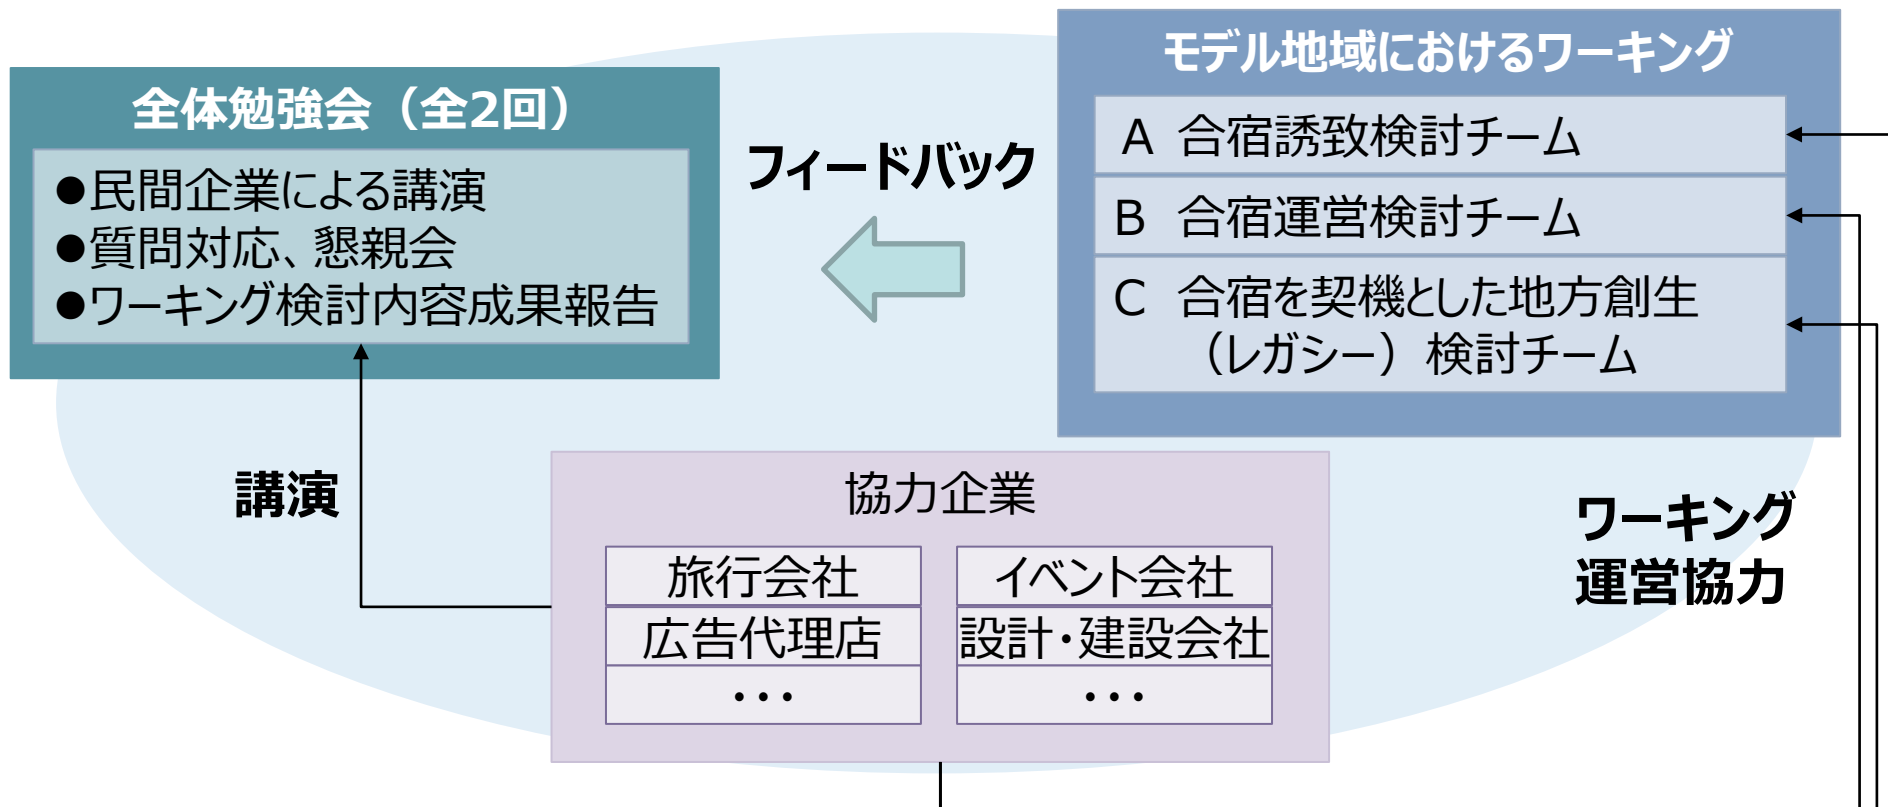 全体勉強会（全2回）
●民間企業による講演
●質問対応、懇親会
●ワーキング検討内容成果報告
フィードバック
モデル地域におけるワーキング
A 合宿誘致検討チーム
B 合宿運営検討チーム
C 合宿を契機とした地方創生
（レガシー）検討チーム
講演
協力企業
旅行会社
広告代理店
・・・
イベント会社
設計・建設会社
・・・
ワーキング
運営協力